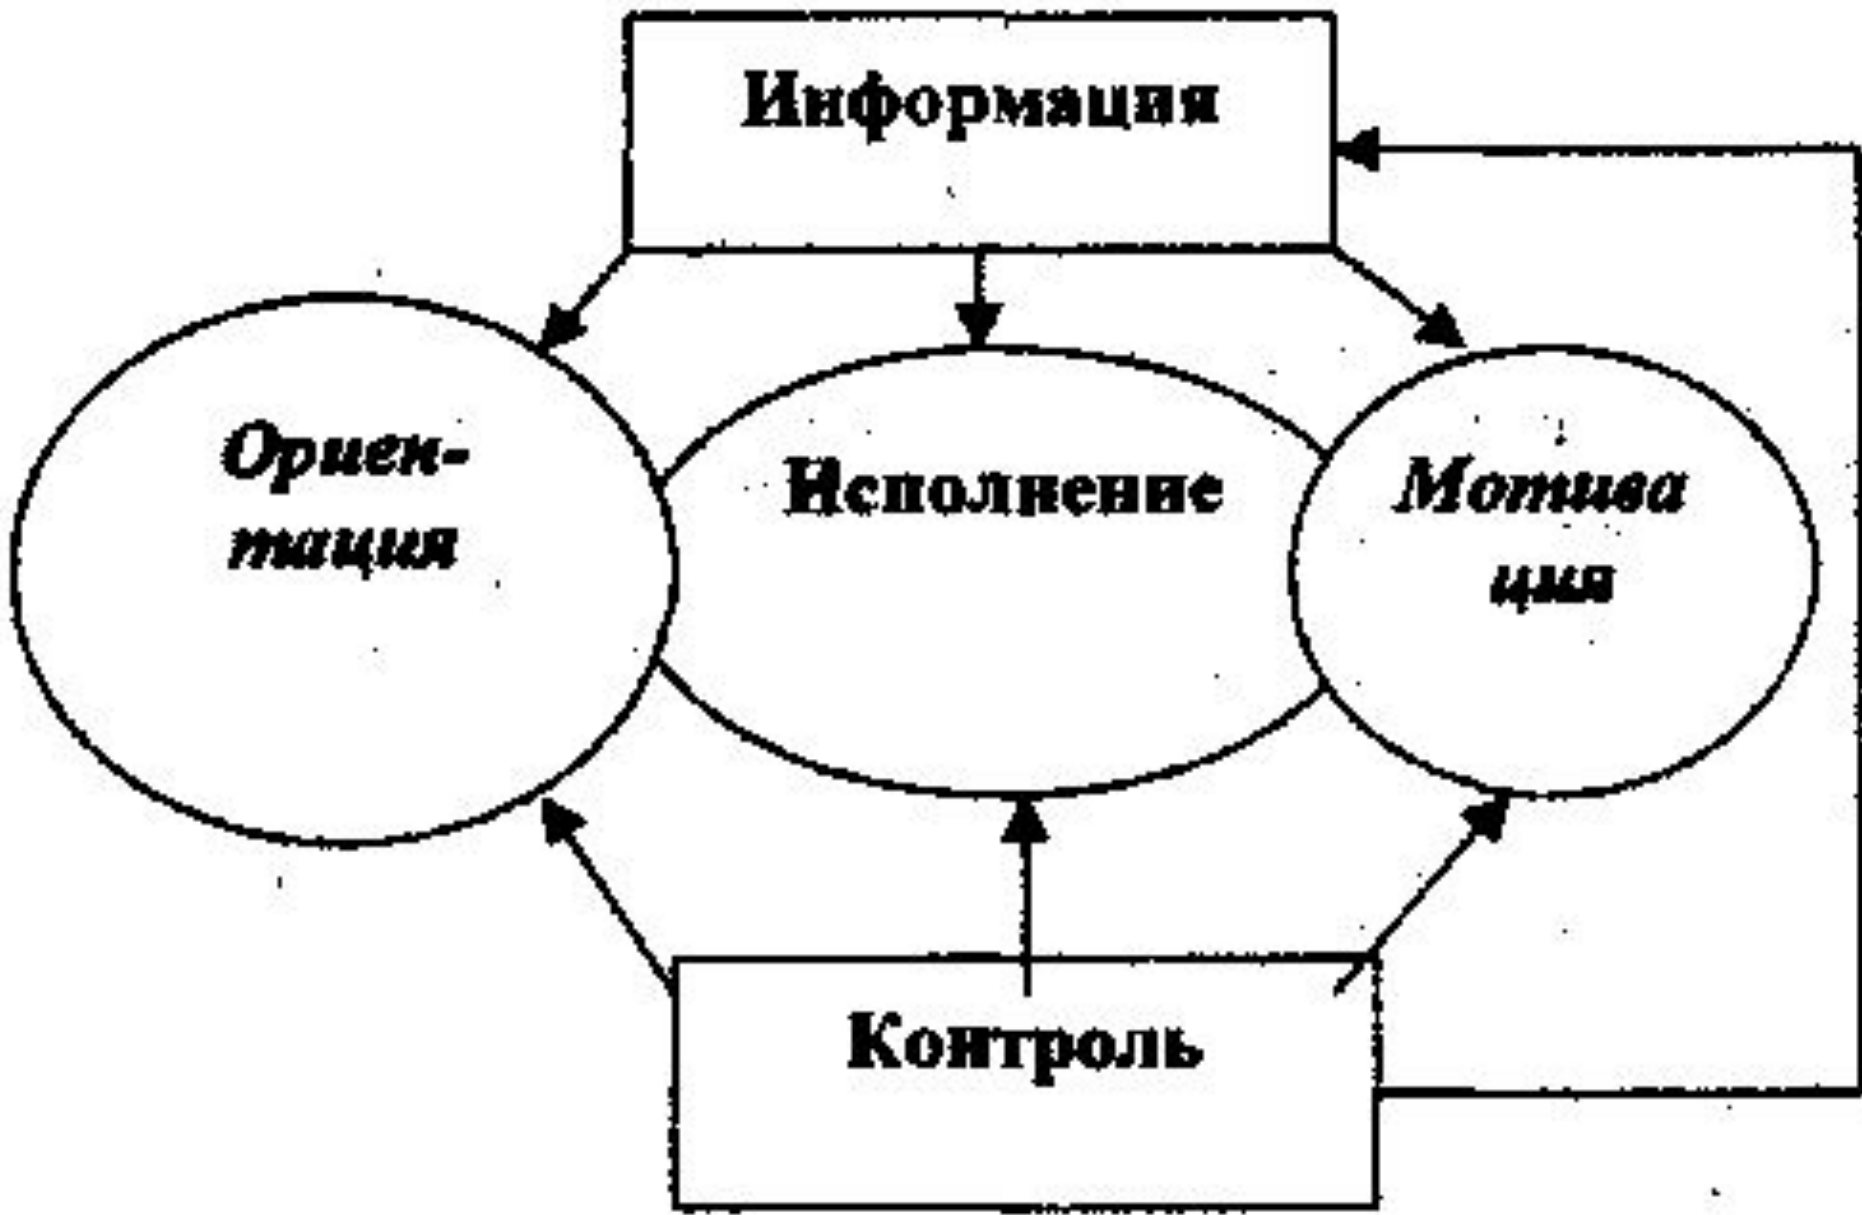 Информация
Ориен-
тация
Исполнение
Мотива
ция
Контроль